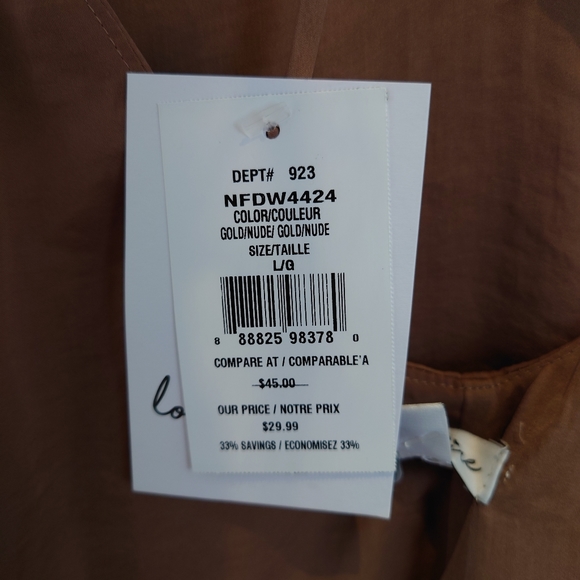 DEPT# 923
NFDW4424
COLOR/COULEUR
GOLD/NUDE/ GOLD/NUDE
SIZE/TAILLE
L/G
8 88825 98378 0
COMPARE AT / COMPARABLE'A
$45.00
OUR PRICE / NOTRE PRIX
$29.99
33% SAVINGS / ECONOMISEZ 33%
lo